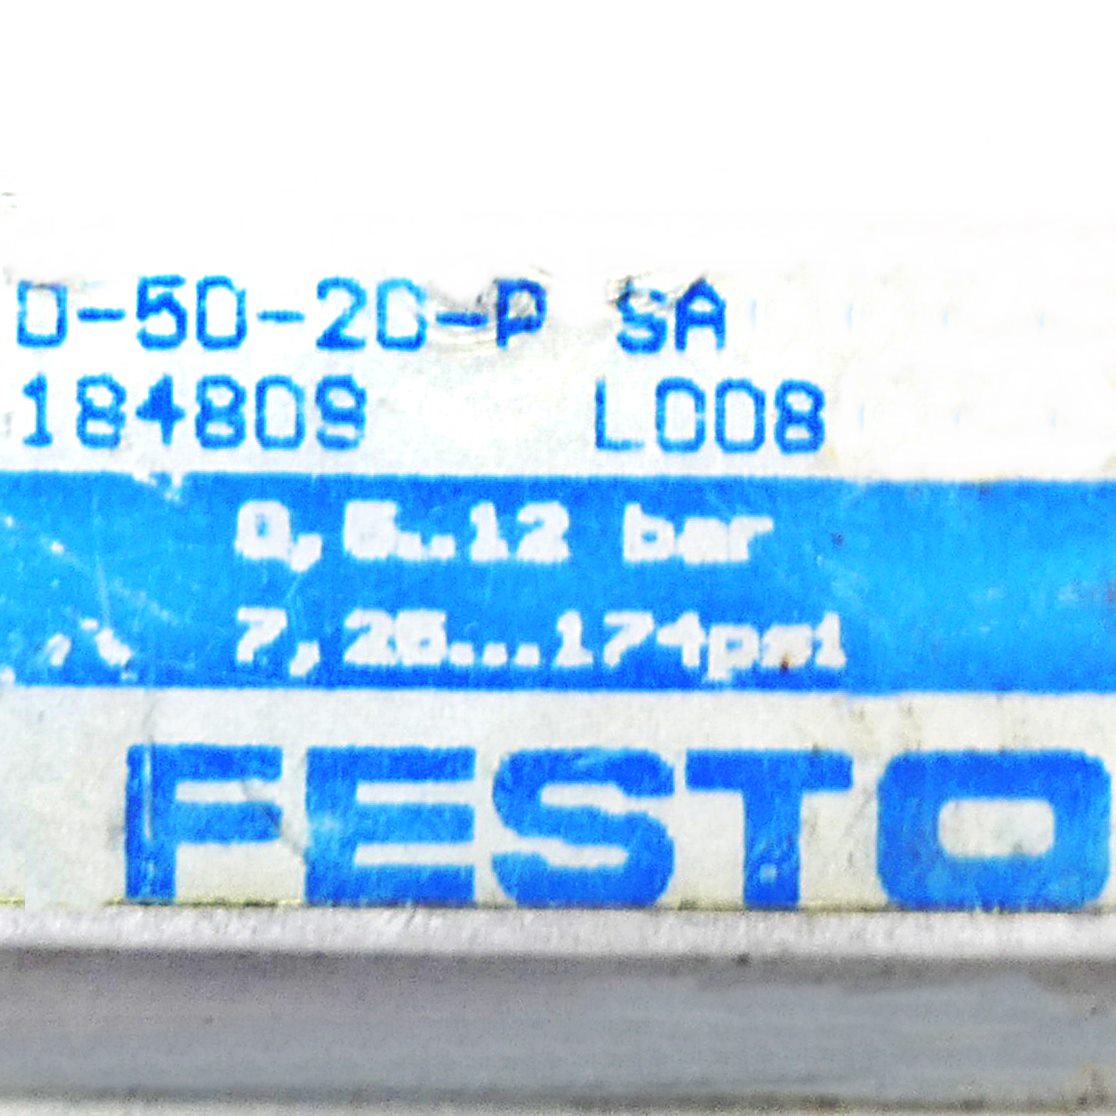 D-50-20-P SA
184809 L008
0,5...12 bar
7,25...174psi
FESTO